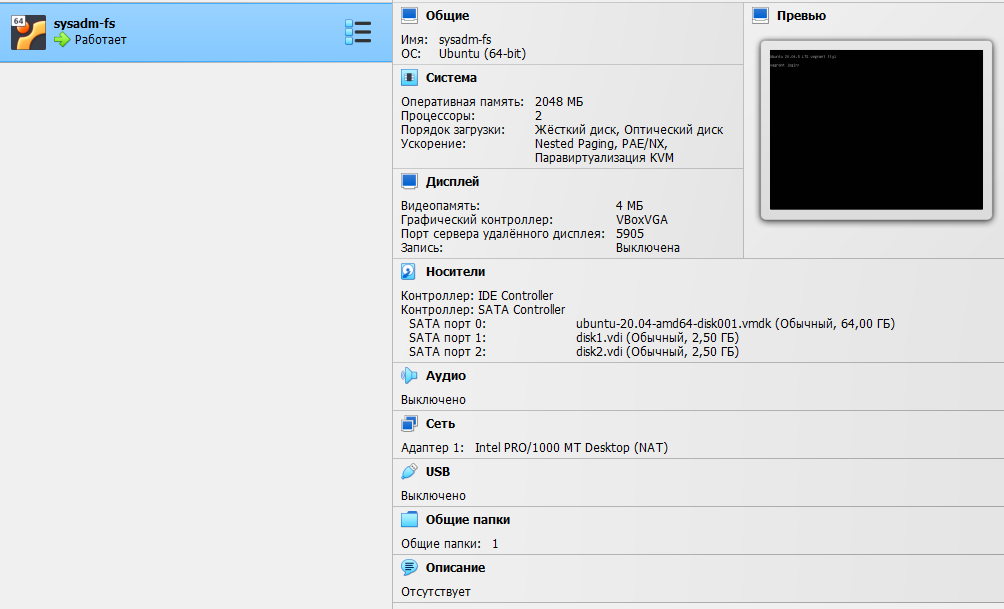 64
sysadm-fs
Работает
Общие
Имя: sysadm-fs
ОС: Ubuntu (64-bit)
Система
Оперативная память: 2048 МБ
Процессоры: 2
Порядок загрузки: Жёсткий диск, Оптический диск
Ускорение: Nested Paging, PAE/NX,
Паравиртуализация KVM
Дисплей
Видеопамять: 4 МБ
Графический контроллер: VBoxVGA
Порт сервера удалённого дисплея: 5905
Запись: Выключена
Превью
vagrant login:
Носители
Контроллер: IDE Controller
Контроллер: SATA Controller
SATA порт 0: ubuntu-20.04-amd64-disk001.vmdk (Обычный, 64,00 ГБ)
SATA порт 1: disk1.vdi (Обычный, 2,50 ГБ)
SATA порт 2: disk2.vdi (Обычный, 2,50 ГБ)
Аудио
Выключено
Сеть
Адаптер 1: Intel PRO/1000 MT Desktop (NAT)
USB
Выключено
Общие папки
Общие папки: 1
Описание
Отсутствует